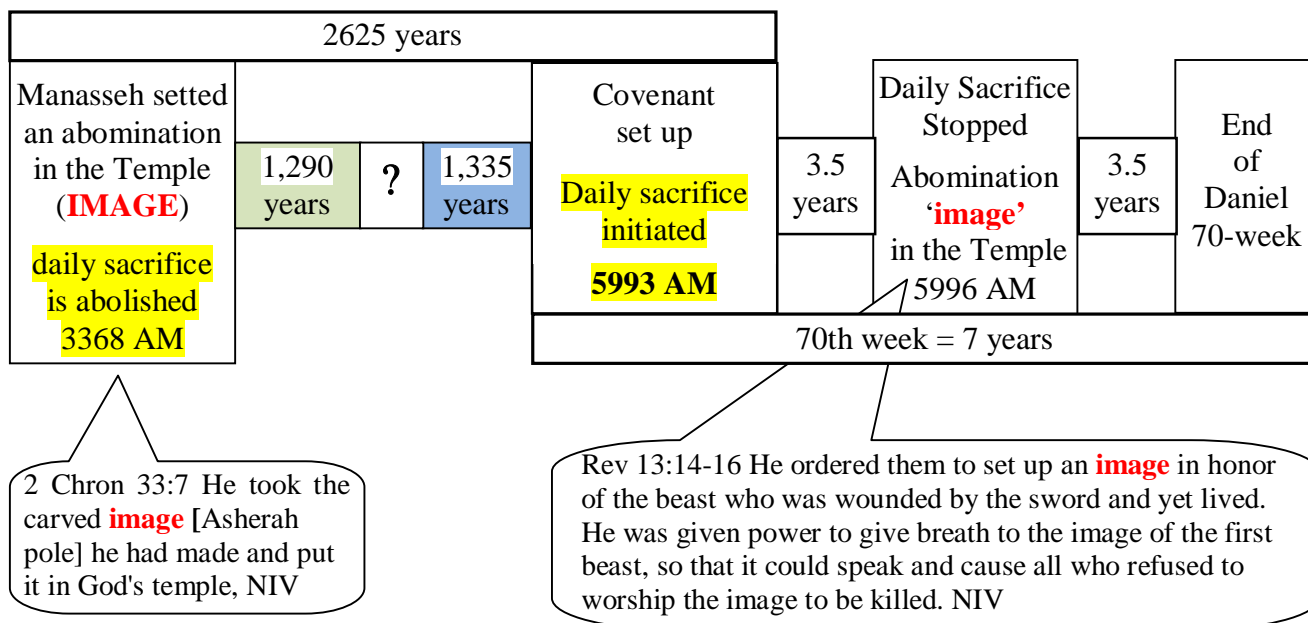 2625 years
Manasseh setted
an abomination
in the Temple
(IMAGE)
daily sacrifice
is abolished
3368 AM
1,290
years
?
1,335
years
Covenant
set up
Daily sacrifice
initiated
5993 AM
3.5
years
Daily Sacrifice
Stopped
Abomination
‘image’
in the Temple
5996 AM
3.5
years
End
of
Daniel
70-week
70th week = 7 years
2 Chron 33:7 He took the
carved image [Asherah
pole] he had made and put
it in God's temple, NIV
Rev 13:14-16 He ordered them to set up an image in honor
of the beast who was wounded by the sword and yet lived.
He was given power to give breath to the image of the first
beast, so that it could speak and cause all who refused to
worship the image to be killed. NIV